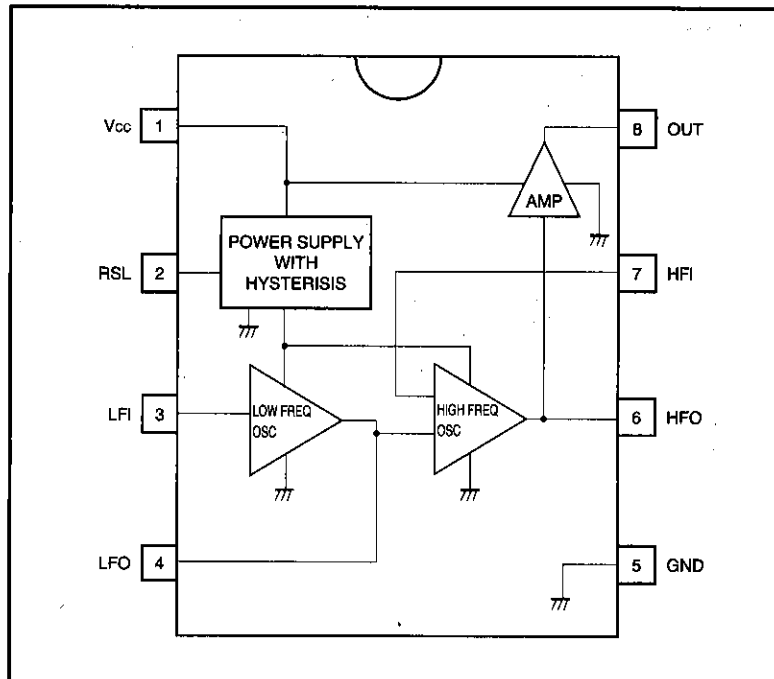 Vcc 1
8 OUT
AMP
POWER SUPPLY
WITH
HYSTERISIS
RSL 2
7 HFI
LFI 3
LOW FREQ
OSC
HIGH FREQ
OSC
6 HFO
LFO 4
5 GND